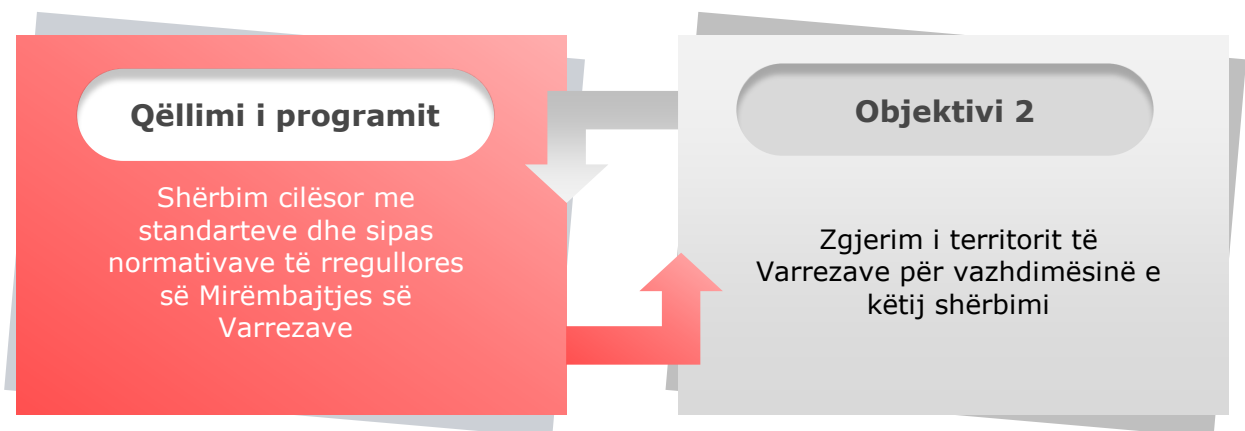 Qëllimi i programit
Shërbim cilësor me
standarteve dhe sipas
normativave të rregullores
së Mirëmbajtjes së
Varrezave
Objektivi 2
Zgjerim i territorit të
Varrezave për vazhdimësinë e
këtij shërbimi